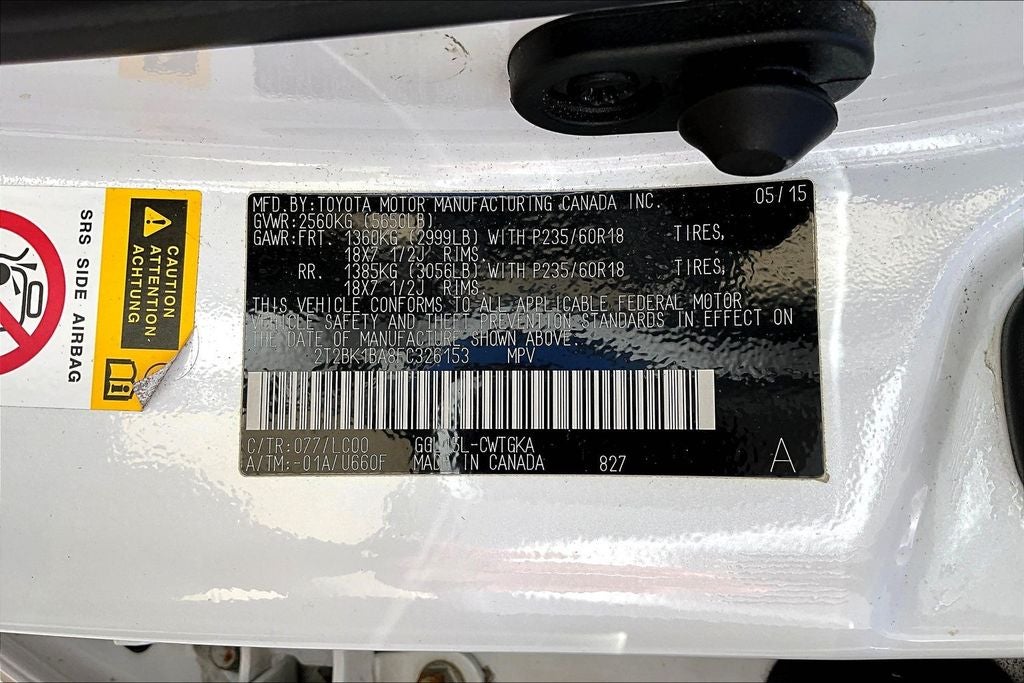 MFD.BY:TOYOTA MOTOR MANUFACTURING CANADA INC. 05/15
GVWR:2560KG (5650LB)
GAWR:FRT. 1360KG (2999LB) WITH P235/60R18 TIRES,
18X7 1/2J RIMS.
RR. 1385KG (3056LB) WITH P235/60R18 TIRES,
18X7 1/2J RIMS.
THIS VEHICLE CONFORMS TO ALL APPLICABLE FEDERAL MOTOR
VEHICLE SAFETY AND THEFT PREVENTION STANDARDS IN EFFECT ON
THE DATE OF MANUFACTURE SHOWN ABOVE.
2T2BK1BA8FC326153 MPV
C/TR:077/LC00 GGL15L-CWTGKA
A/TM:-01A/U660F MADE IN CANADA 827 A
SRS SIDE AIRBAG
CAUTION
ATTENTION
ACHTUNG